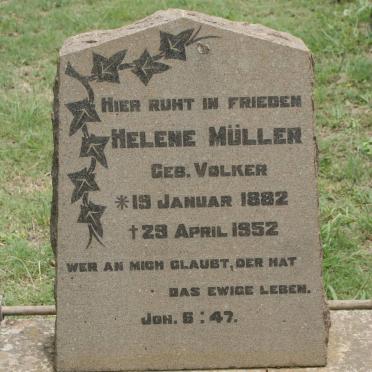 HIER RUHT IN FRIEDEN
HELENE MÜLLER
GEB. VOLKER
* 19 JANUAR 1882
† 29 APRIL 1952
WER AN MICH GLAUBT, DER HAT
DAS EWIGE LEBEN.
JOH. 6 : 47.